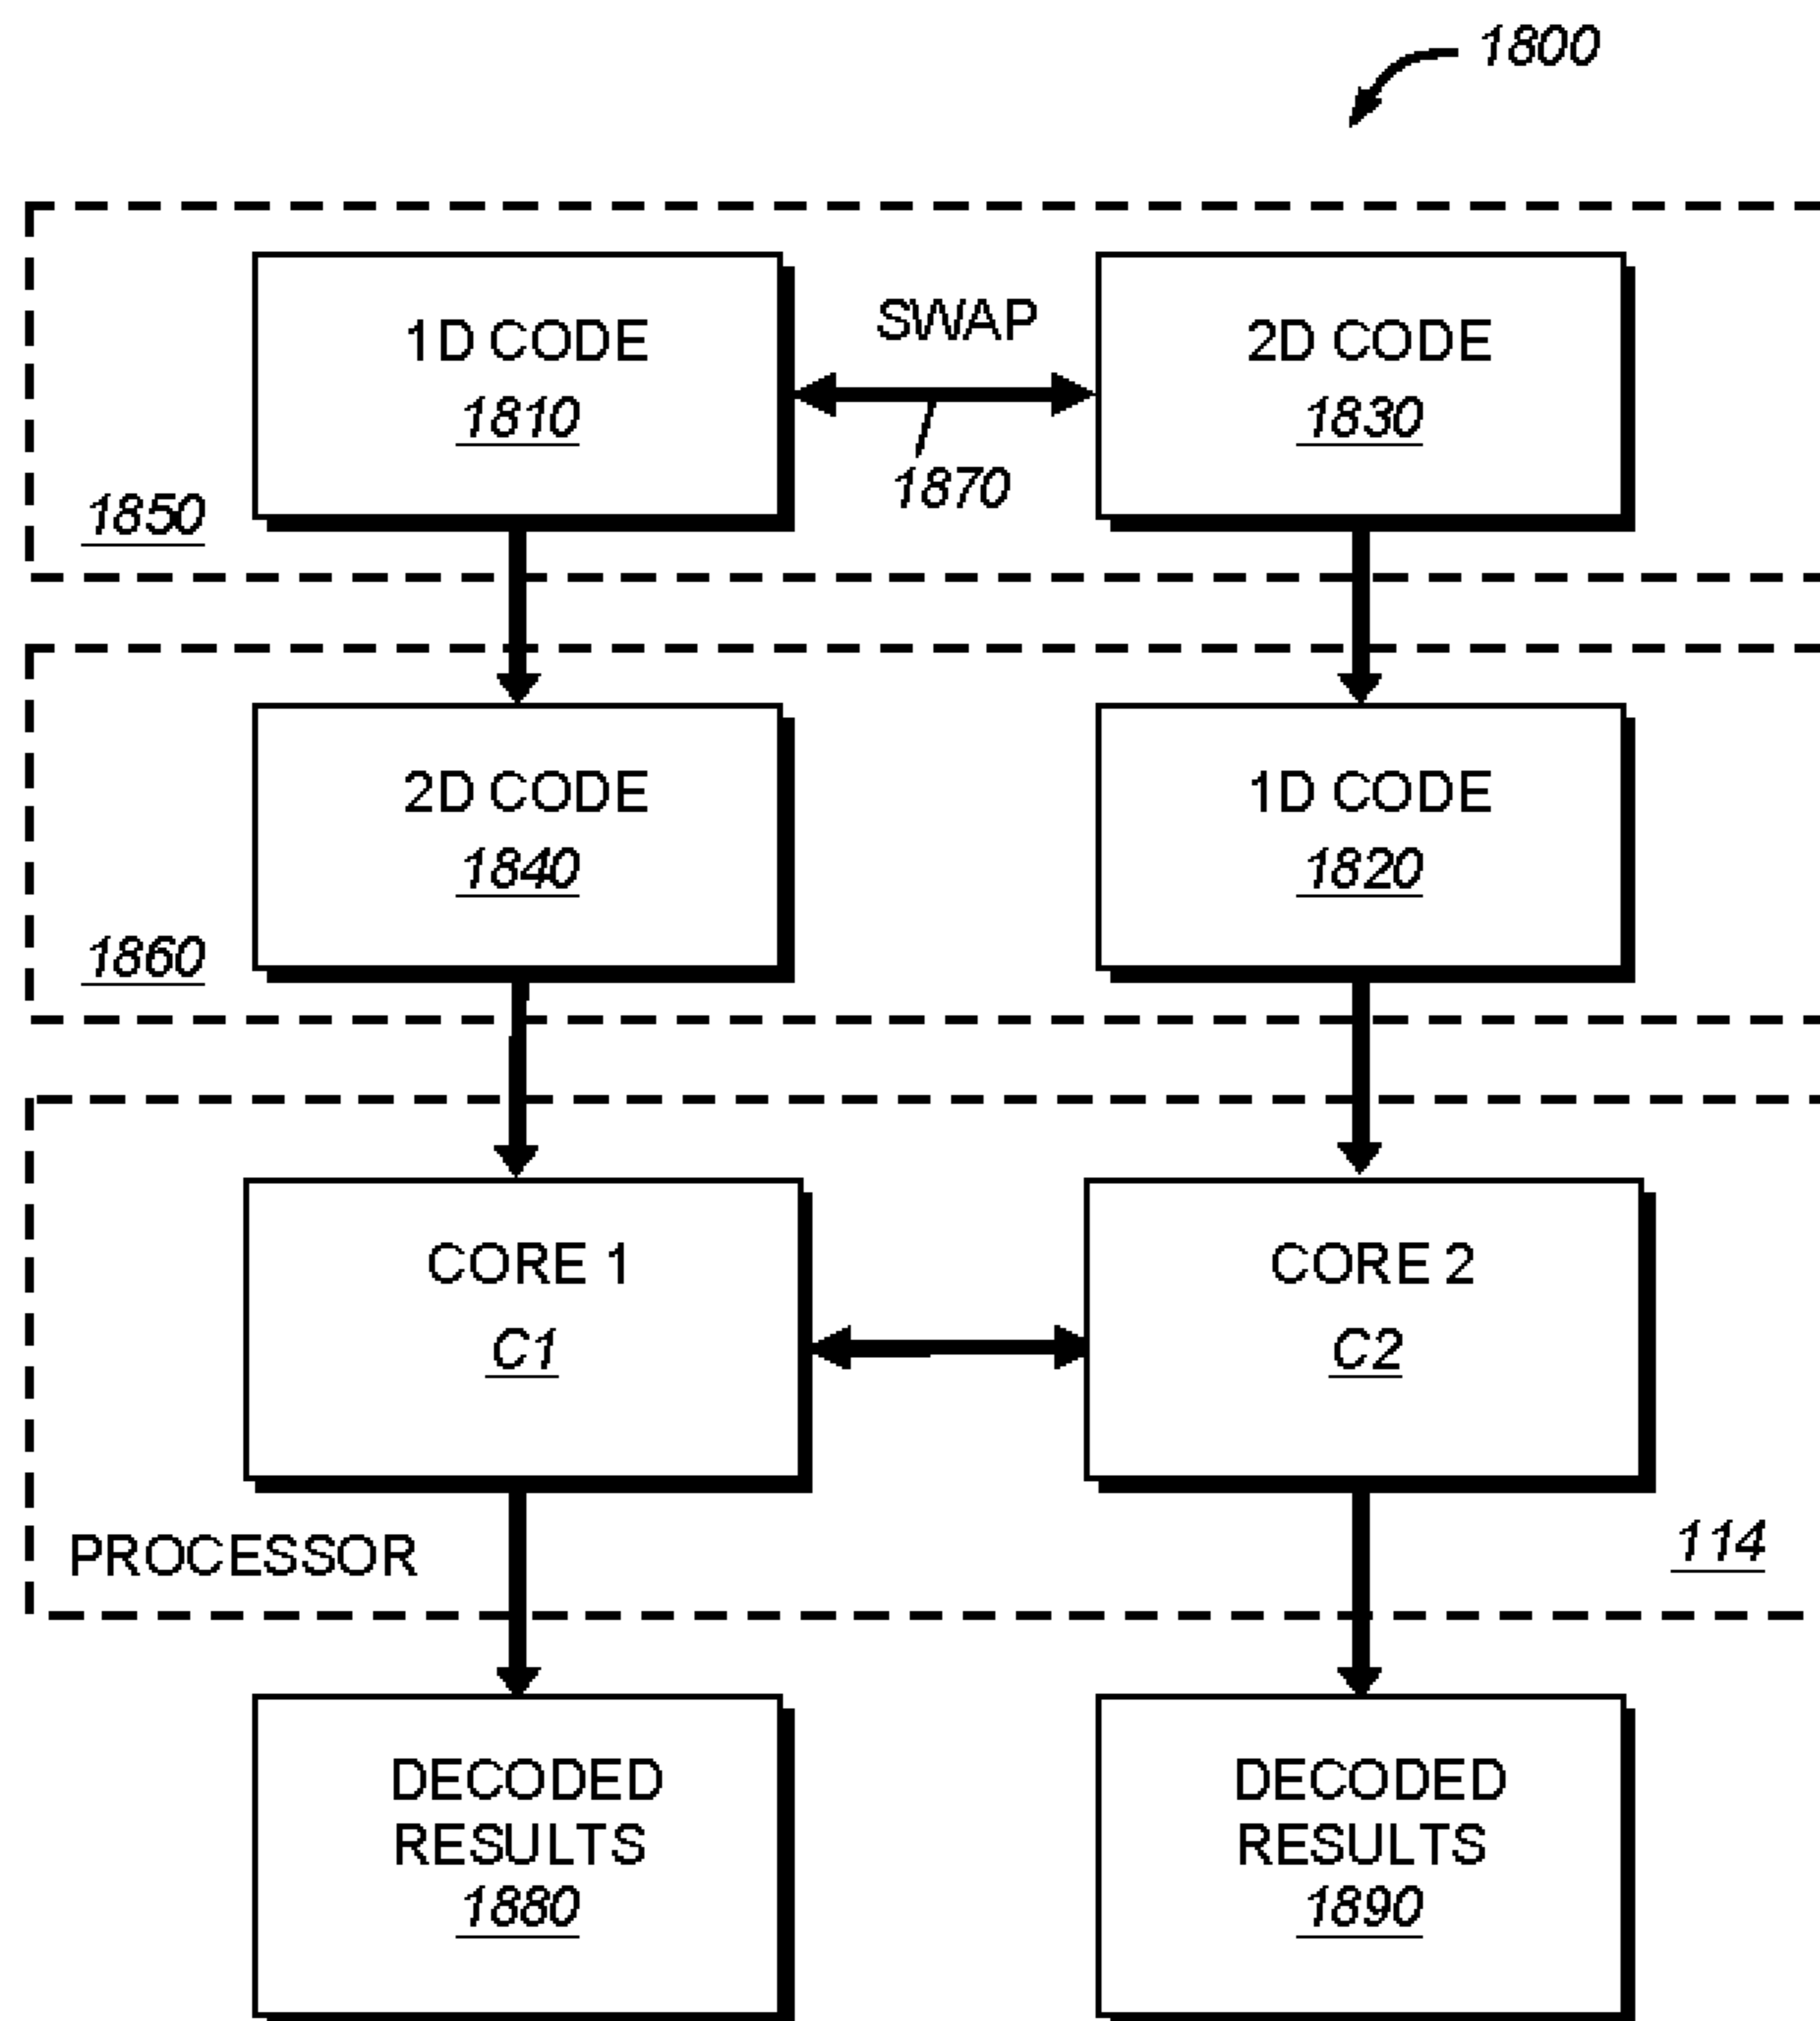 1800
1D CODE
1810
SWAP
1870
2D CODE
1830
1850
2D CODE
1840
1D CODE
1820
1860
CORE 1
C1
CORE 2
C2
PROCESSOR
114
DECODED
RESULTS
1880
DECODED
RESULTS
1890